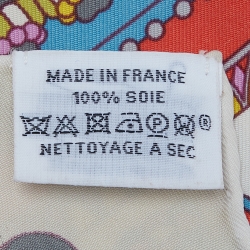 MADE IN FRANCE
100% SOIE
Ⓟ ®
NETTOYAGE A SEC